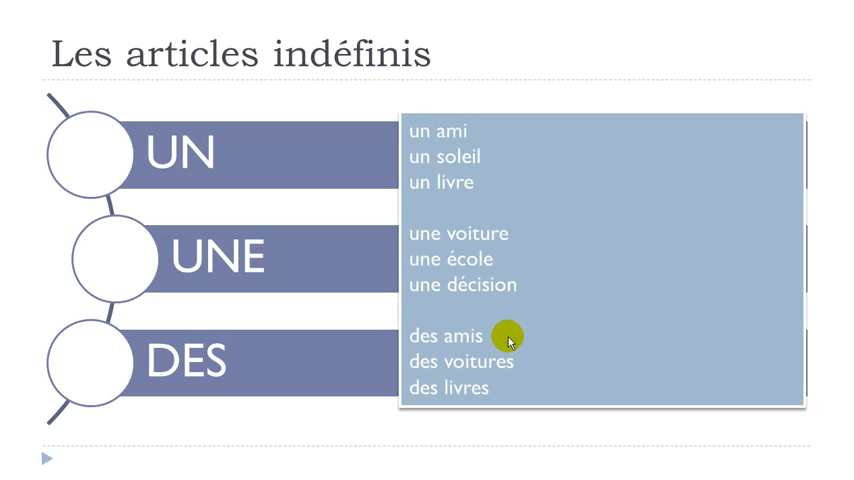 Les articles indéfinis
UN
UNE
DES
un ami
un soleil
un livre
une voiture
une école
une décision
des amis
des voitures
des livres